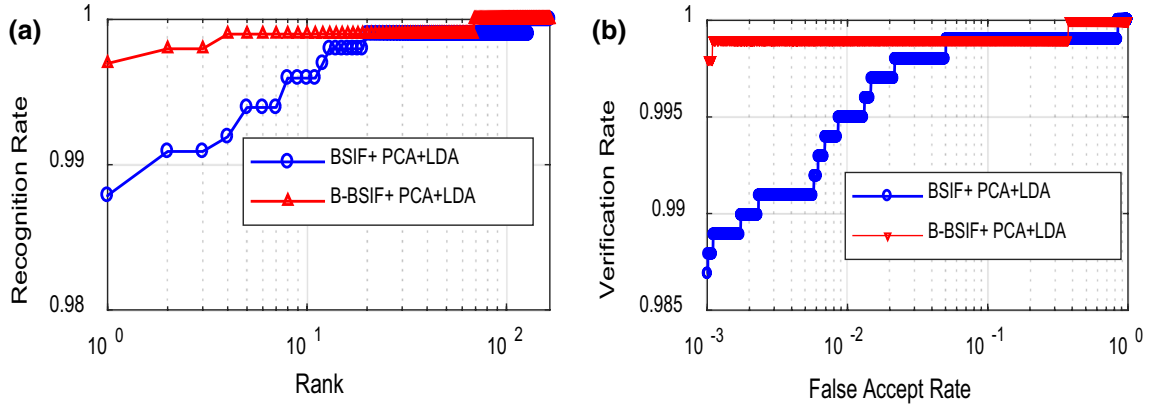 (a)
1
0.99
0.98
Recognition Rate
BSIF+ PCA+LDA
B-BSIF+ PCA+LDA
10^0
10^1
10^2
Rank
(b)
1
0.995
0.99
0.985
Verification Rate
BSIF+ PCA+LDA
B-BSIF+ PCA+LDA
10^-3
10^-2
10^-1
10^0
False Accept Rate